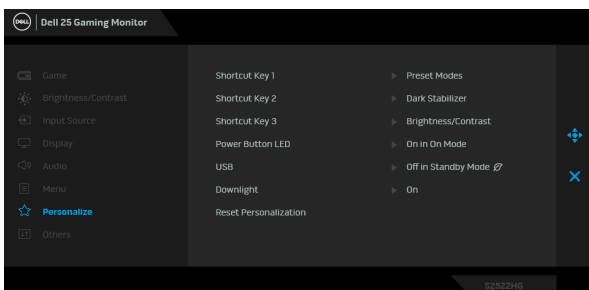 DELL Dell 25 Gaming Monitor
Game
Brightness/Contrast
Input Source
Display
Audio
Menu
Personalize
Others
Shortcut Key 1 Preset Modes
Shortcut Key 2 Dark Stabilizer
Shortcut Key 3 Brightness/Contrast
Power Button LED On in On Mode
USB Off in Standby Mode
Downlight On
Reset Personalization
S2522HG